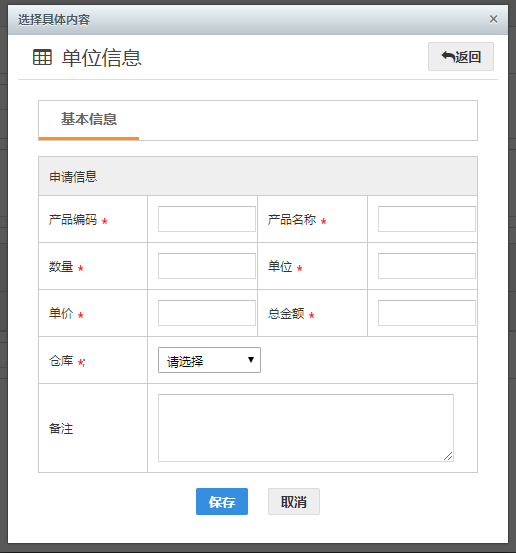 选择具体内容 ×
单位信息 返回
基本信息
申请信息
产品编码 * 产品名称 *
数量 * 单位 *
单价 * 总金额 *
仓库 *: 请选择
备注
保存 取消